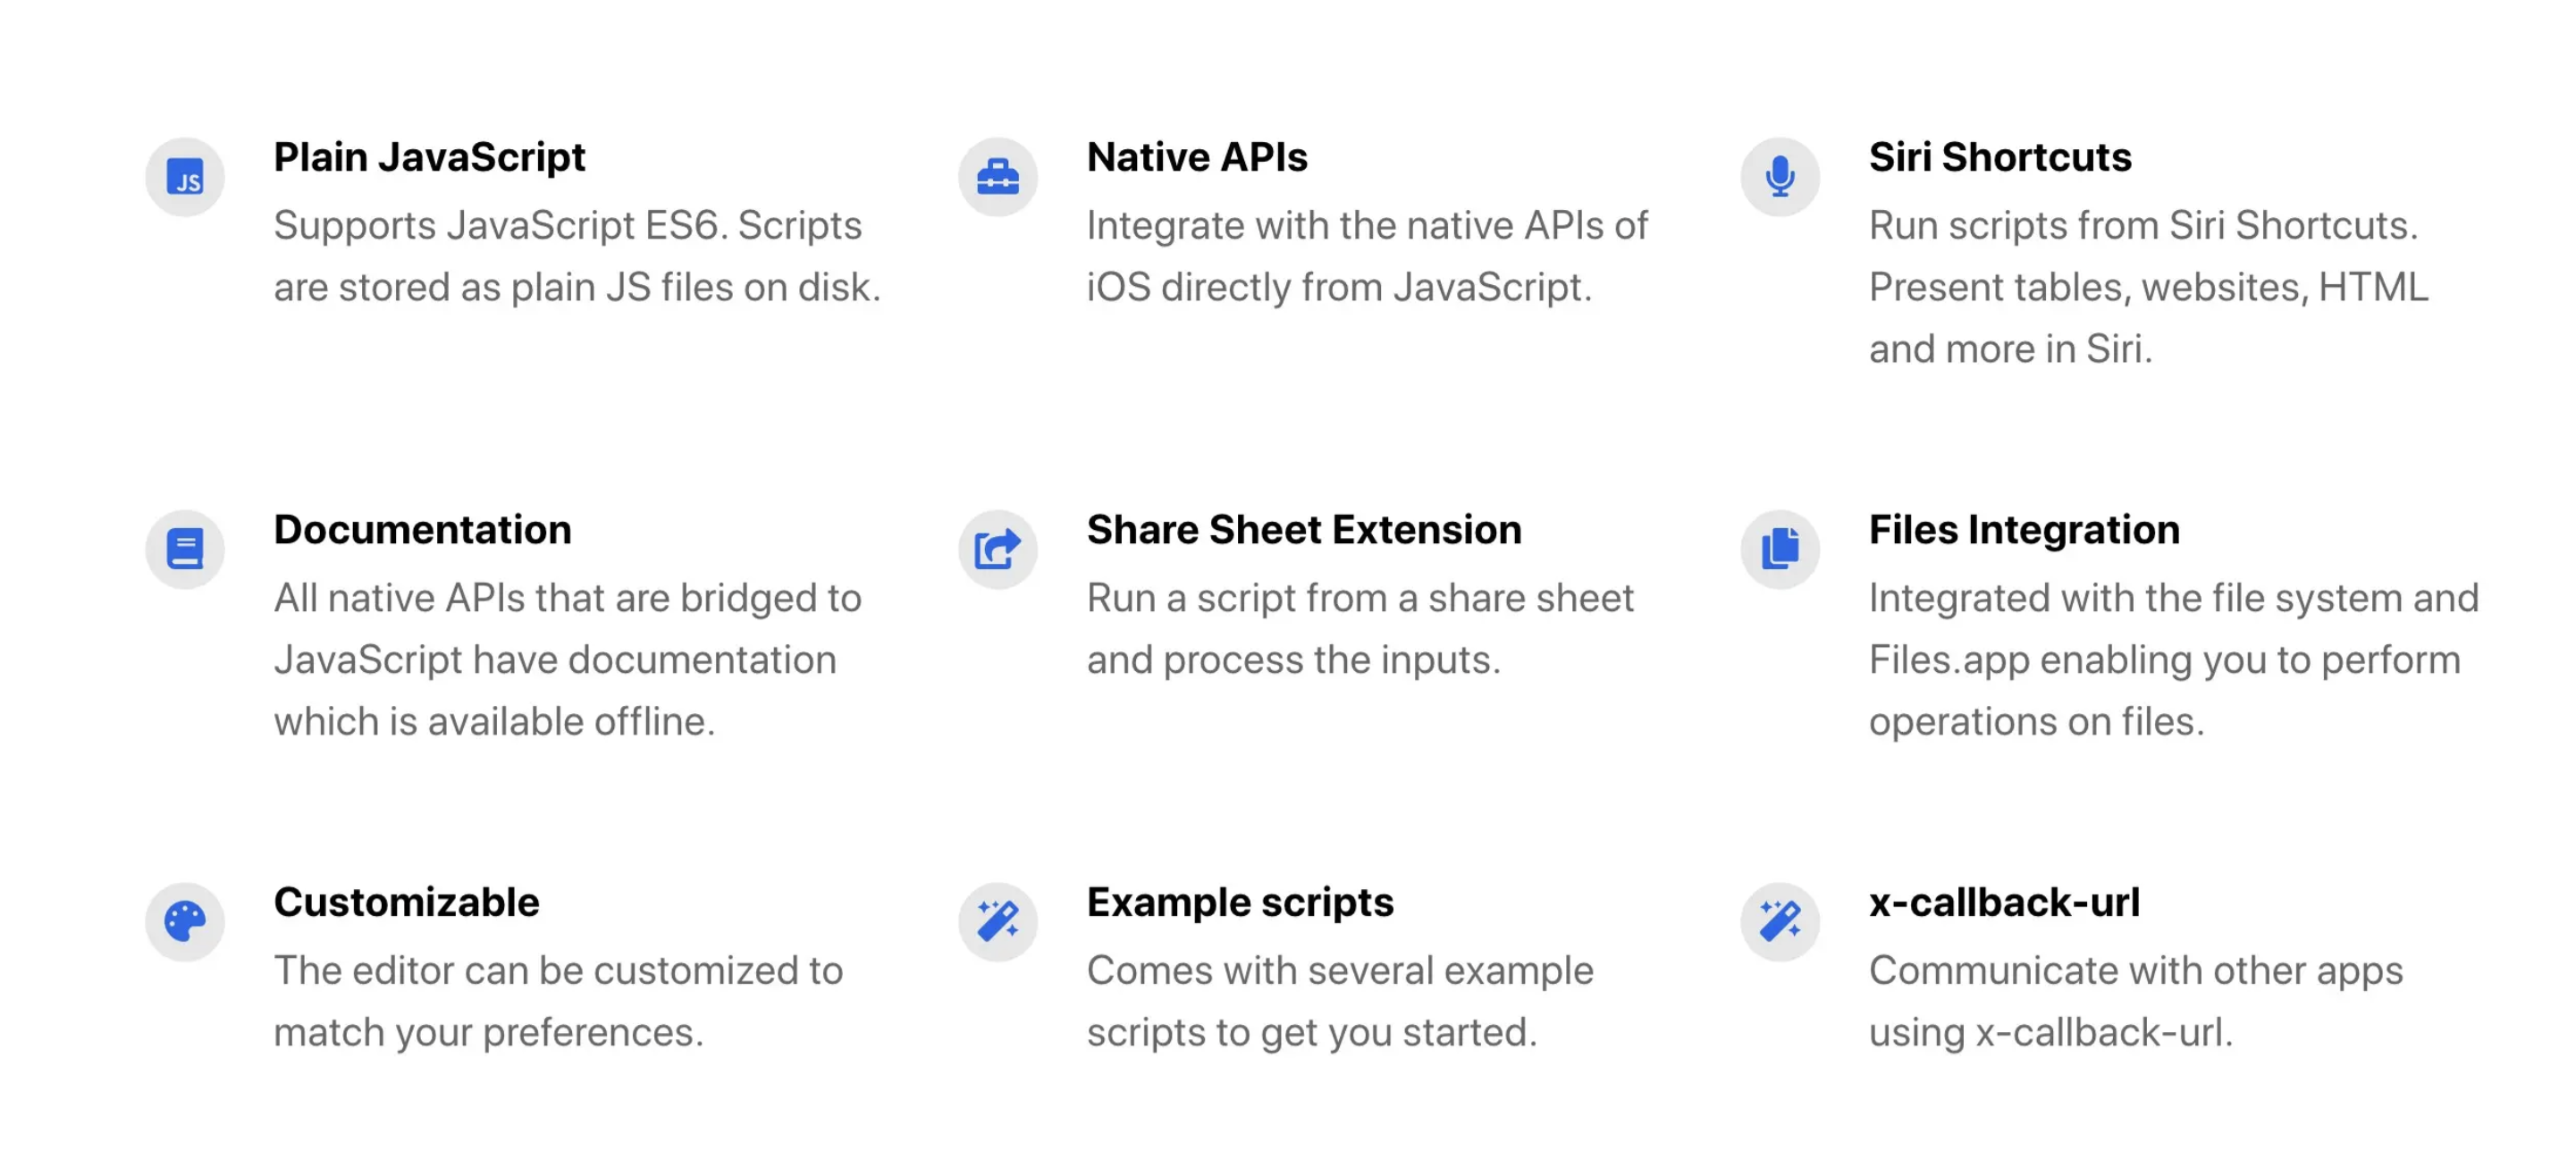 JS
Plain JavaScript
Supports JavaScript ES6. Scripts
are stored as plain JS files on disk.
Native APIs
Integrate with the native APIs of
iOS directly from JavaScript.
Siri Shortcuts
Run scripts from Siri Shortcuts.
Present tables, websites, HTML
and more in Siri.
Documentation
All native APIs that are bridged to
JavaScript have documentation
which is available offline.
Share Sheet Extension
Run a script from a share sheet
and process the inputs.
Files Integration
Integrated with the file system and
Files.app enabling you to perform
operations on files.
Customizable
The editor can be customized to
match your preferences.
Example scripts
Comes with several example
scripts to get you started.
x-callback-url
Communicate with other apps
using x-callback-url.